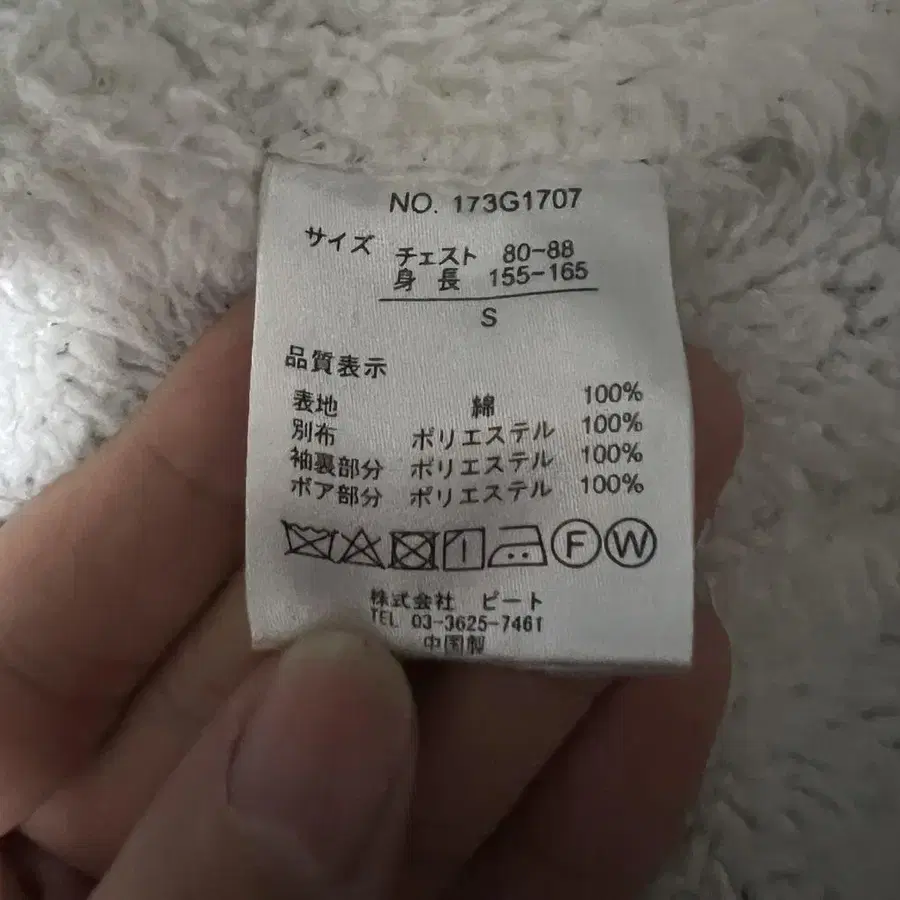 NO. 173G1707
サイズ チェスト 80-88
身長 155-165
S
品質表示
表地 綿 100%
別布 ポリエステル 100%
袖裏部分 ポリエステル 100%
ボア部分 ポリエステル 100%
F W
株式会社 ピート
TEL 03-3625-7461
中国製